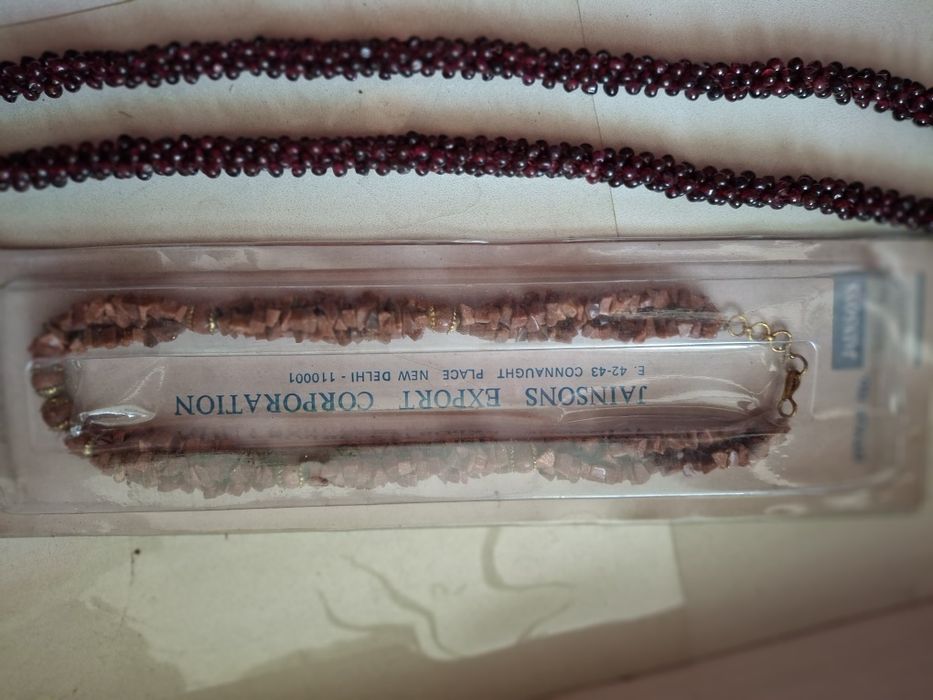 JAINSONS EXPORT CORPORATION
E. 42-43 CONNAUGHT PLACE NEW DELHI - 110001